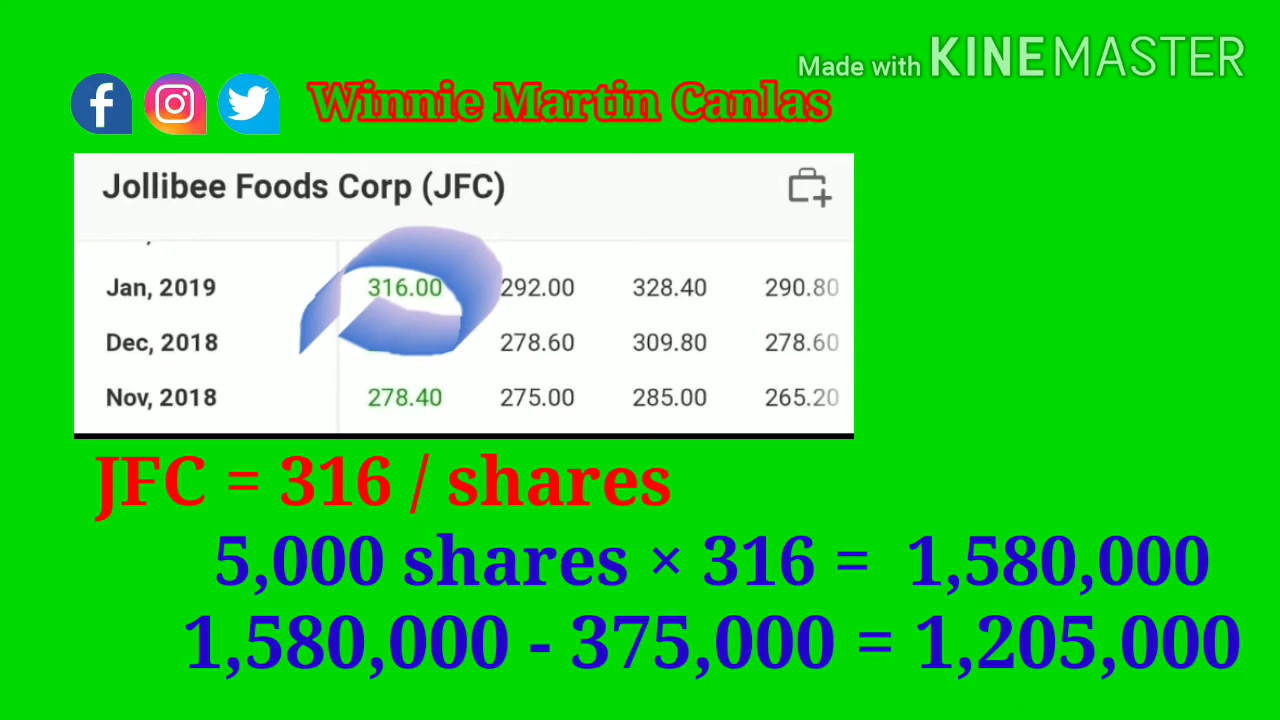 Made with KINEMASTER
Winnie Martin Canlas
Jollibee Foods Corp (JFC)
Jan, 2019 316.00 292.00 328.40 290.80
Dec, 2018 278.60 309.80 278.60
Nov, 2018 278.40 275.00 285.00 265.20
JFC = 316 / shares
5,000 shares × 316 = 1,580,000
1,580,000 - 375,000 = 1,205,000